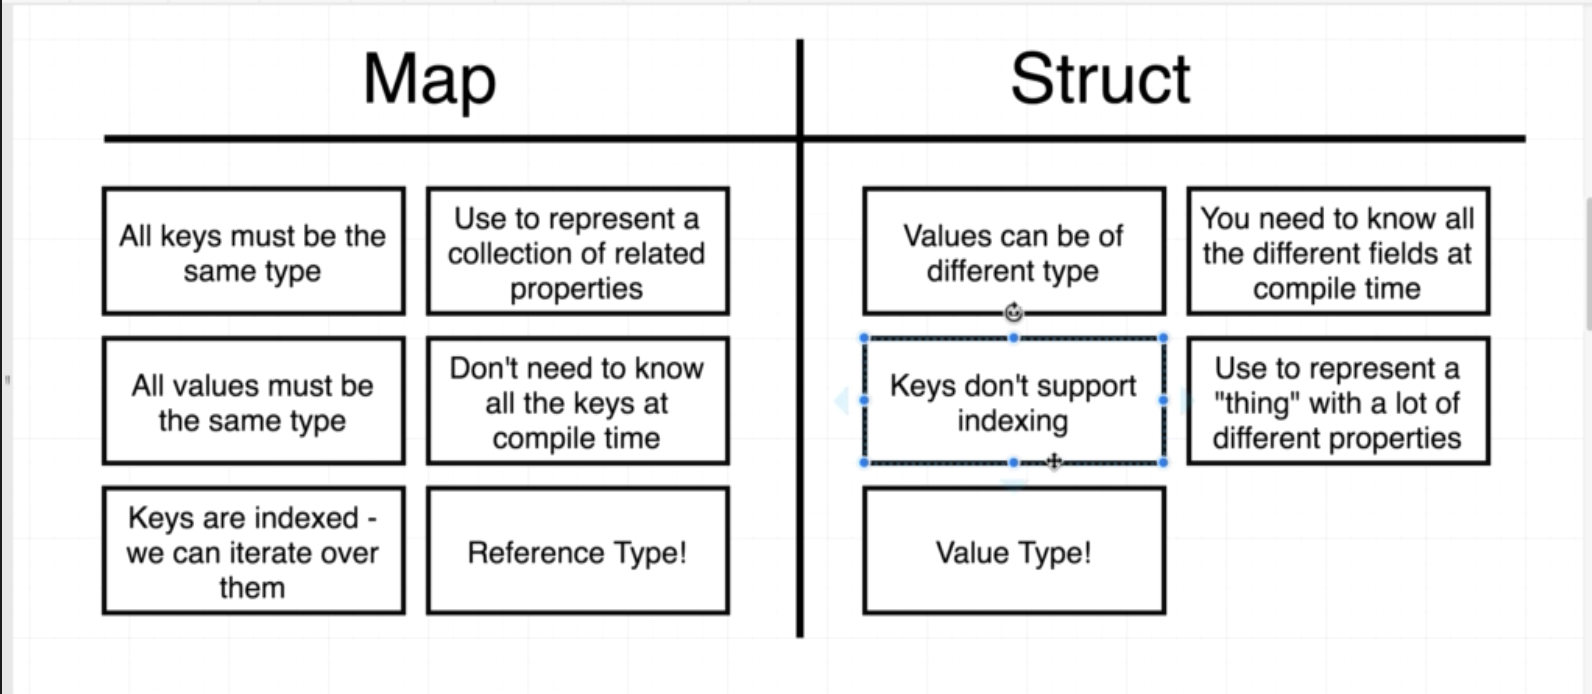 Map
Struct
All keys must be the
same type
Use to represent a
collection of related
properties
Values can be of
different type
You need to know all
the different fields at
compile time
All values must be
the same type
Don't need to know
all the keys at
compile time
Keys don't support
indexing
Use to represent a
"thing" with a lot of
different properties
Keys are indexed -
we can iterate over
them
Reference Type!
Value Type!